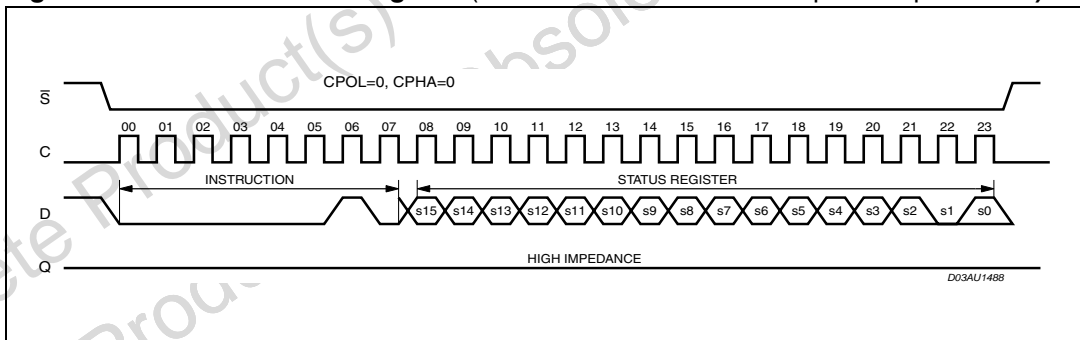 CPOL=0, CPHA=0
S
00 01 02 03 04 05 06 07 08 09 10 11 12 13 14 15 16 17 18 19 20 21 22 23
C
INSTRUCTION STATUS REGISTER
D s15 s14 s13 s12 s11 s10 s9 s8 s7 s6 s5 s4 s3 s2 s1 s0
HIGH IMPEDANCE
Q
D03AU1488